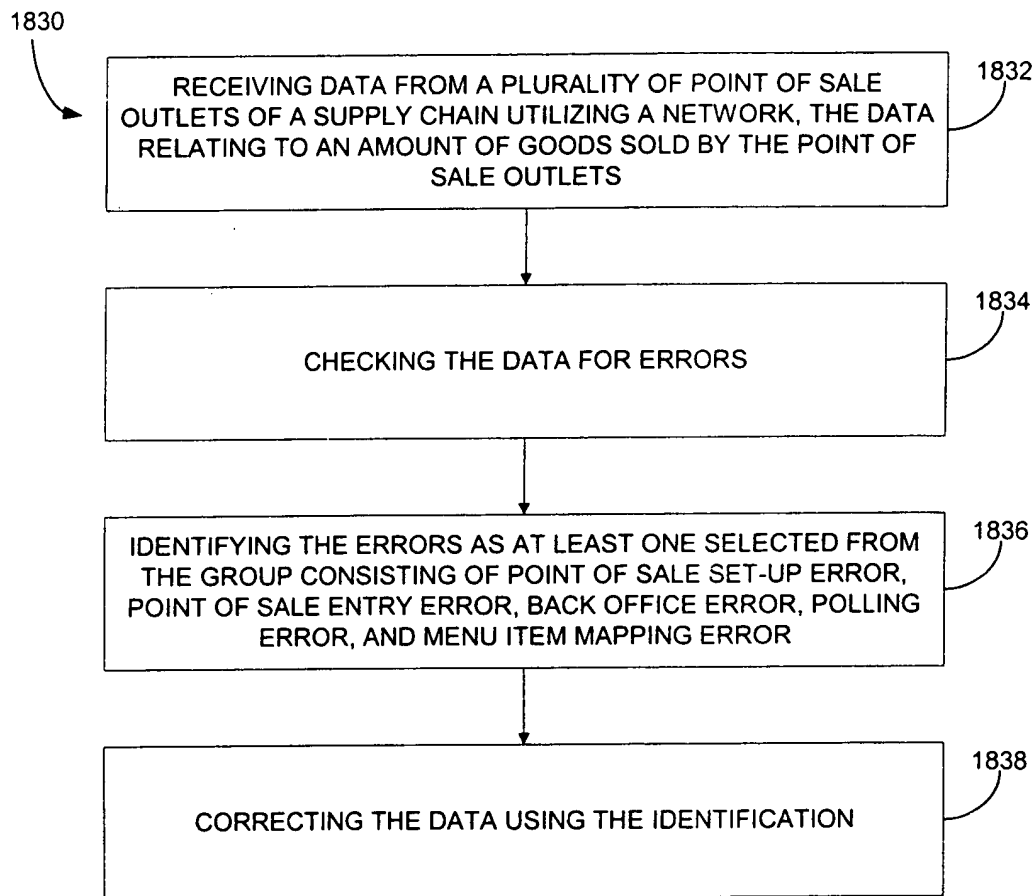 1830
RECEIVING DATA FROM A PLURALITY OF POINT OF SALE
OUTLETS OF A SUPPLY CHAIN UTILIZING A NETWORK, THE DATA
RELATING TO AN AMOUNT OF GOODS SOLD BY THE POINT OF
SALE OUTLETS
1832
CHECKING THE DATA FOR ERRORS
1834
IDENTIFYING THE ERRORS AS AT LEAST ONE SELECTED FROM
THE GROUP CONSISTING OF POINT OF SALE SET-UP ERROR,
POINT OF SALE ENTRY ERROR, BACK OFFICE ERROR, POLLING
ERROR, AND MENU ITEM MAPPING ERROR
1836
CORRECTING THE DATA USING THE IDENTIFICATION
1838